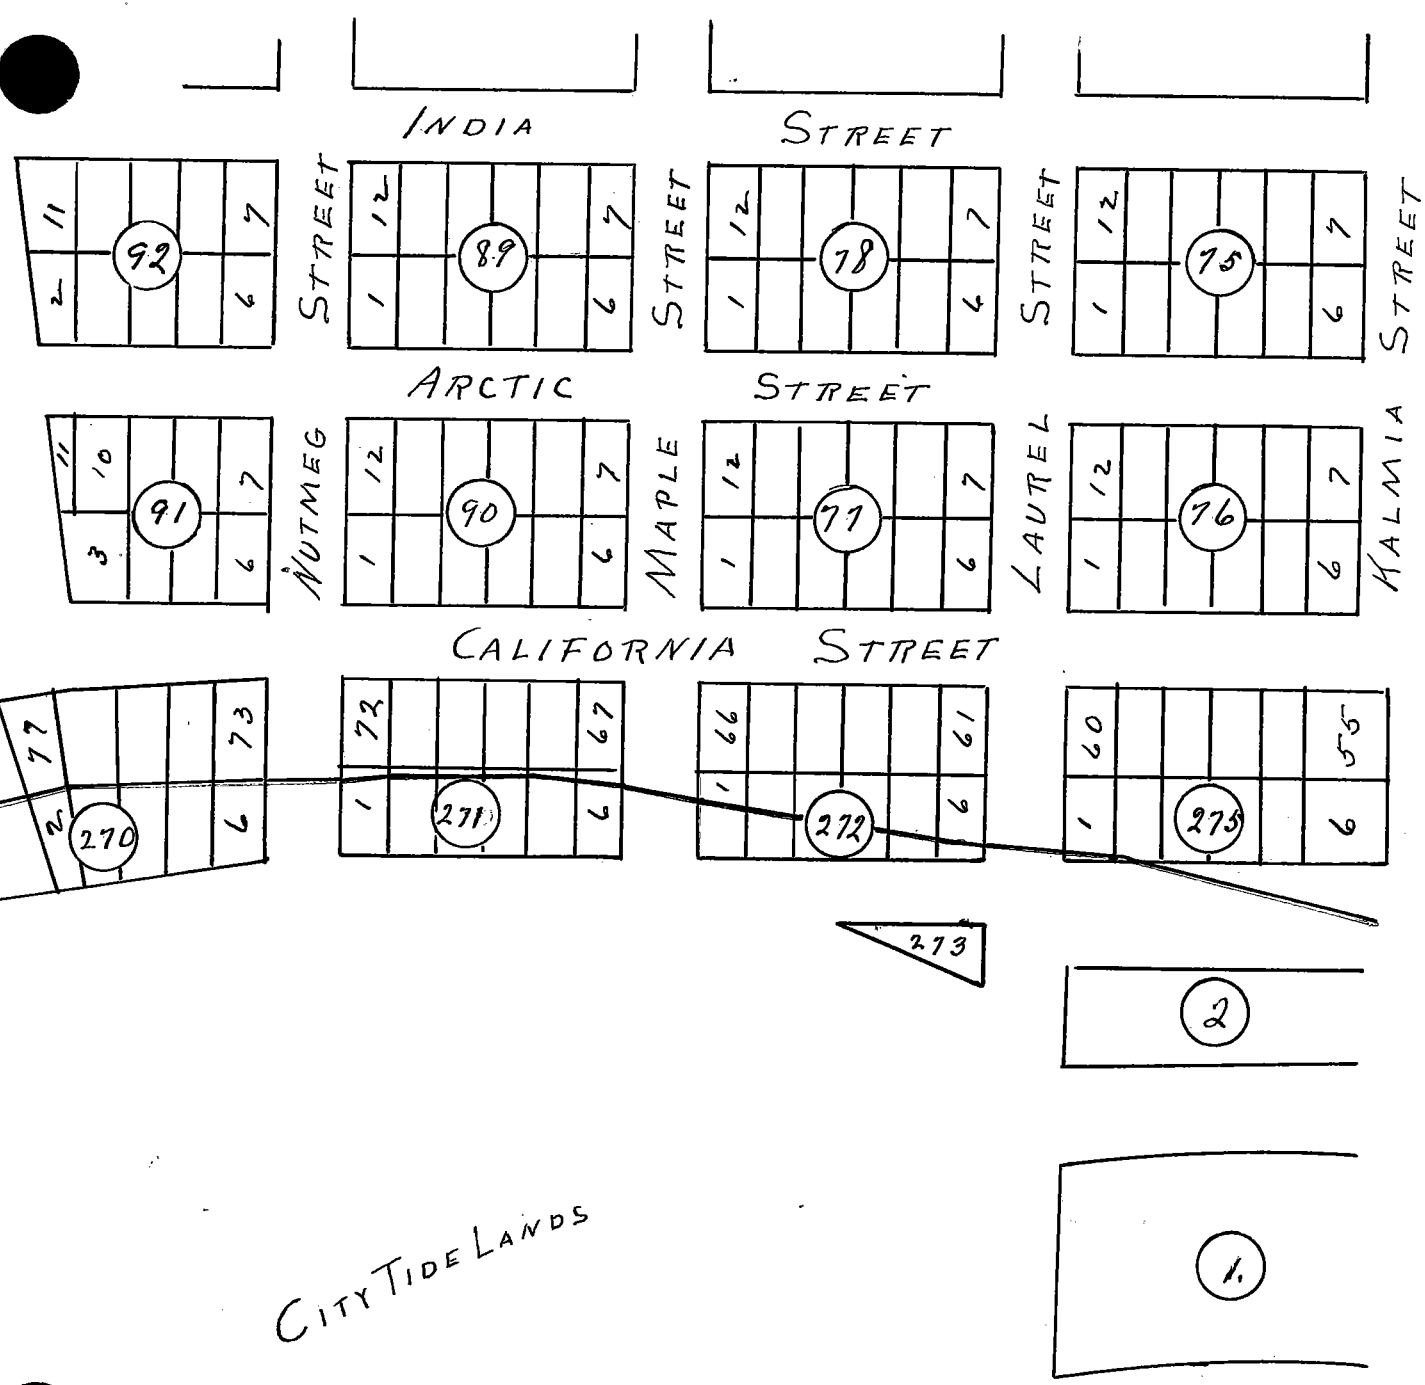 INDIA STREET
11 7 12 7 12 7 12 7
92 89 78 75
2 6 1 6 1 6 1 6
STREET STREET STREET STREET
ARCTIC STREET
11 10 7 12 7 12 7 12 7
91 90 77 76
3 6 1 6 1 6 1 6
NUTMEG MAPLE LAUREL KALMIA
CALIFORNIA STREET
77 73 72 67 66 61 60 55
2 6 1 6 1 6 1 6
270 271 272 275
273
2
1.
CITY TIDE LANDS